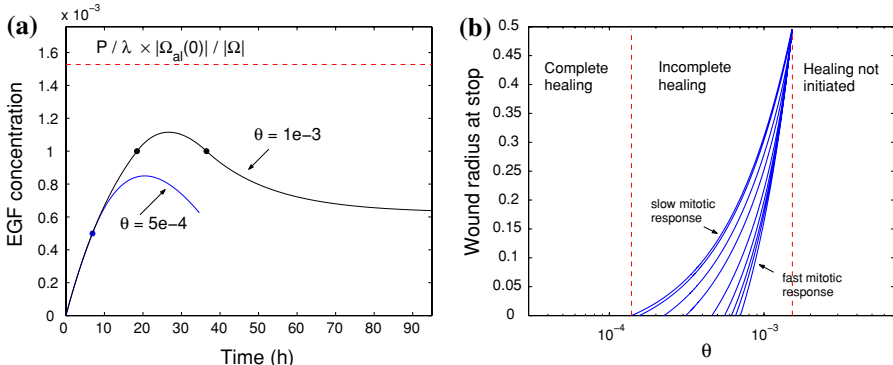 (a)
× 10⁻³
1.6
1.4
1.2
1
0.8
0.6
0.4
0.2
0
EGF concentration
P / λ × |Ω_al(0)| / |Ω|
θ = 1e−3
θ = 5e−4
0 10 20 30 40 50 60 70 80 90
Time (h)
(b)
0.5
0.45
0.4
0.35
0.3
0.25
0.2
0.15
0.1
0.05
0
Wound radius at stop
Complete
healing
Incomplete
healing
Healing not
initiated
slow mitotic
response
fast mitotic
response
10⁻⁴ 10⁻³
θ